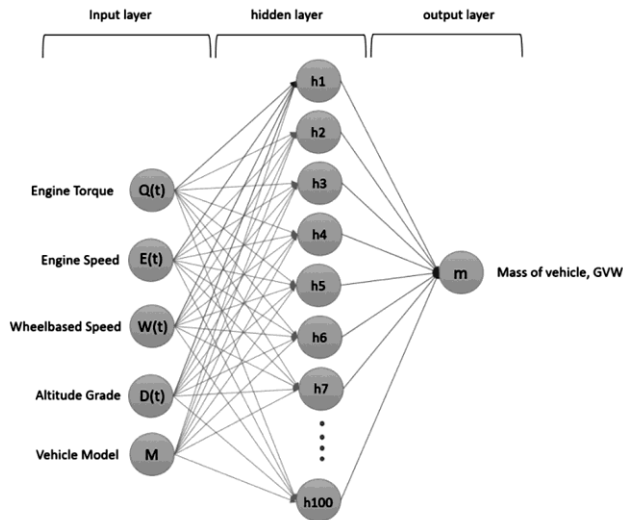 Input layer
hidden layer
output layer
h1
h2
h3
h4
h5
h6
h7
h100
Engine Torque
Q(t)
Engine Speed
E(t)
Wheelbased Speed
W(t)
Altitude Grade
D(t)
Vehicle Model
M
m
Mass of vehicle, GVW